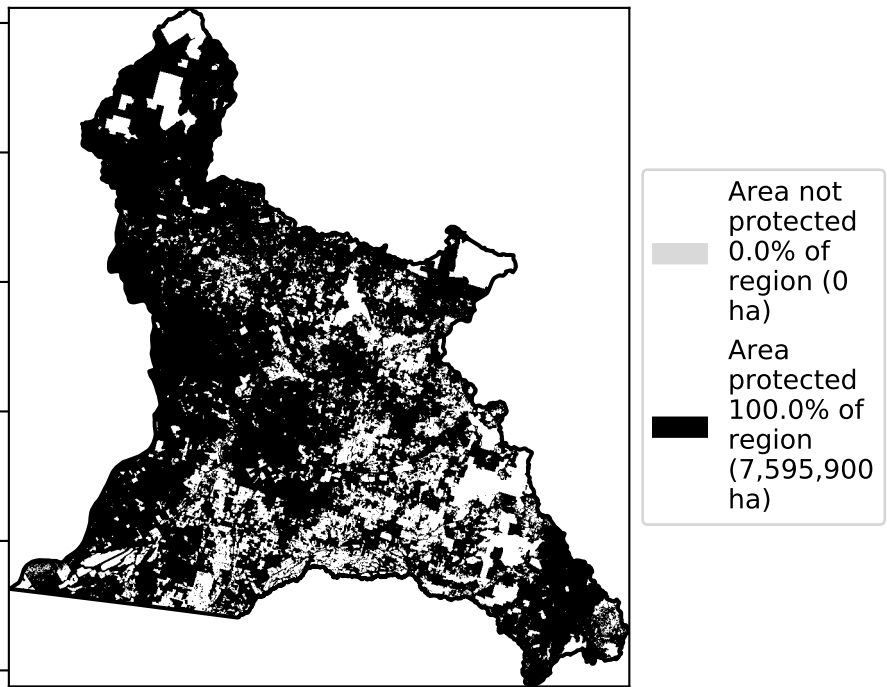 Area not
protected
0.0% of
region (0
ha)
Area
protected
100.0% of
region
(7,595,900
ha)